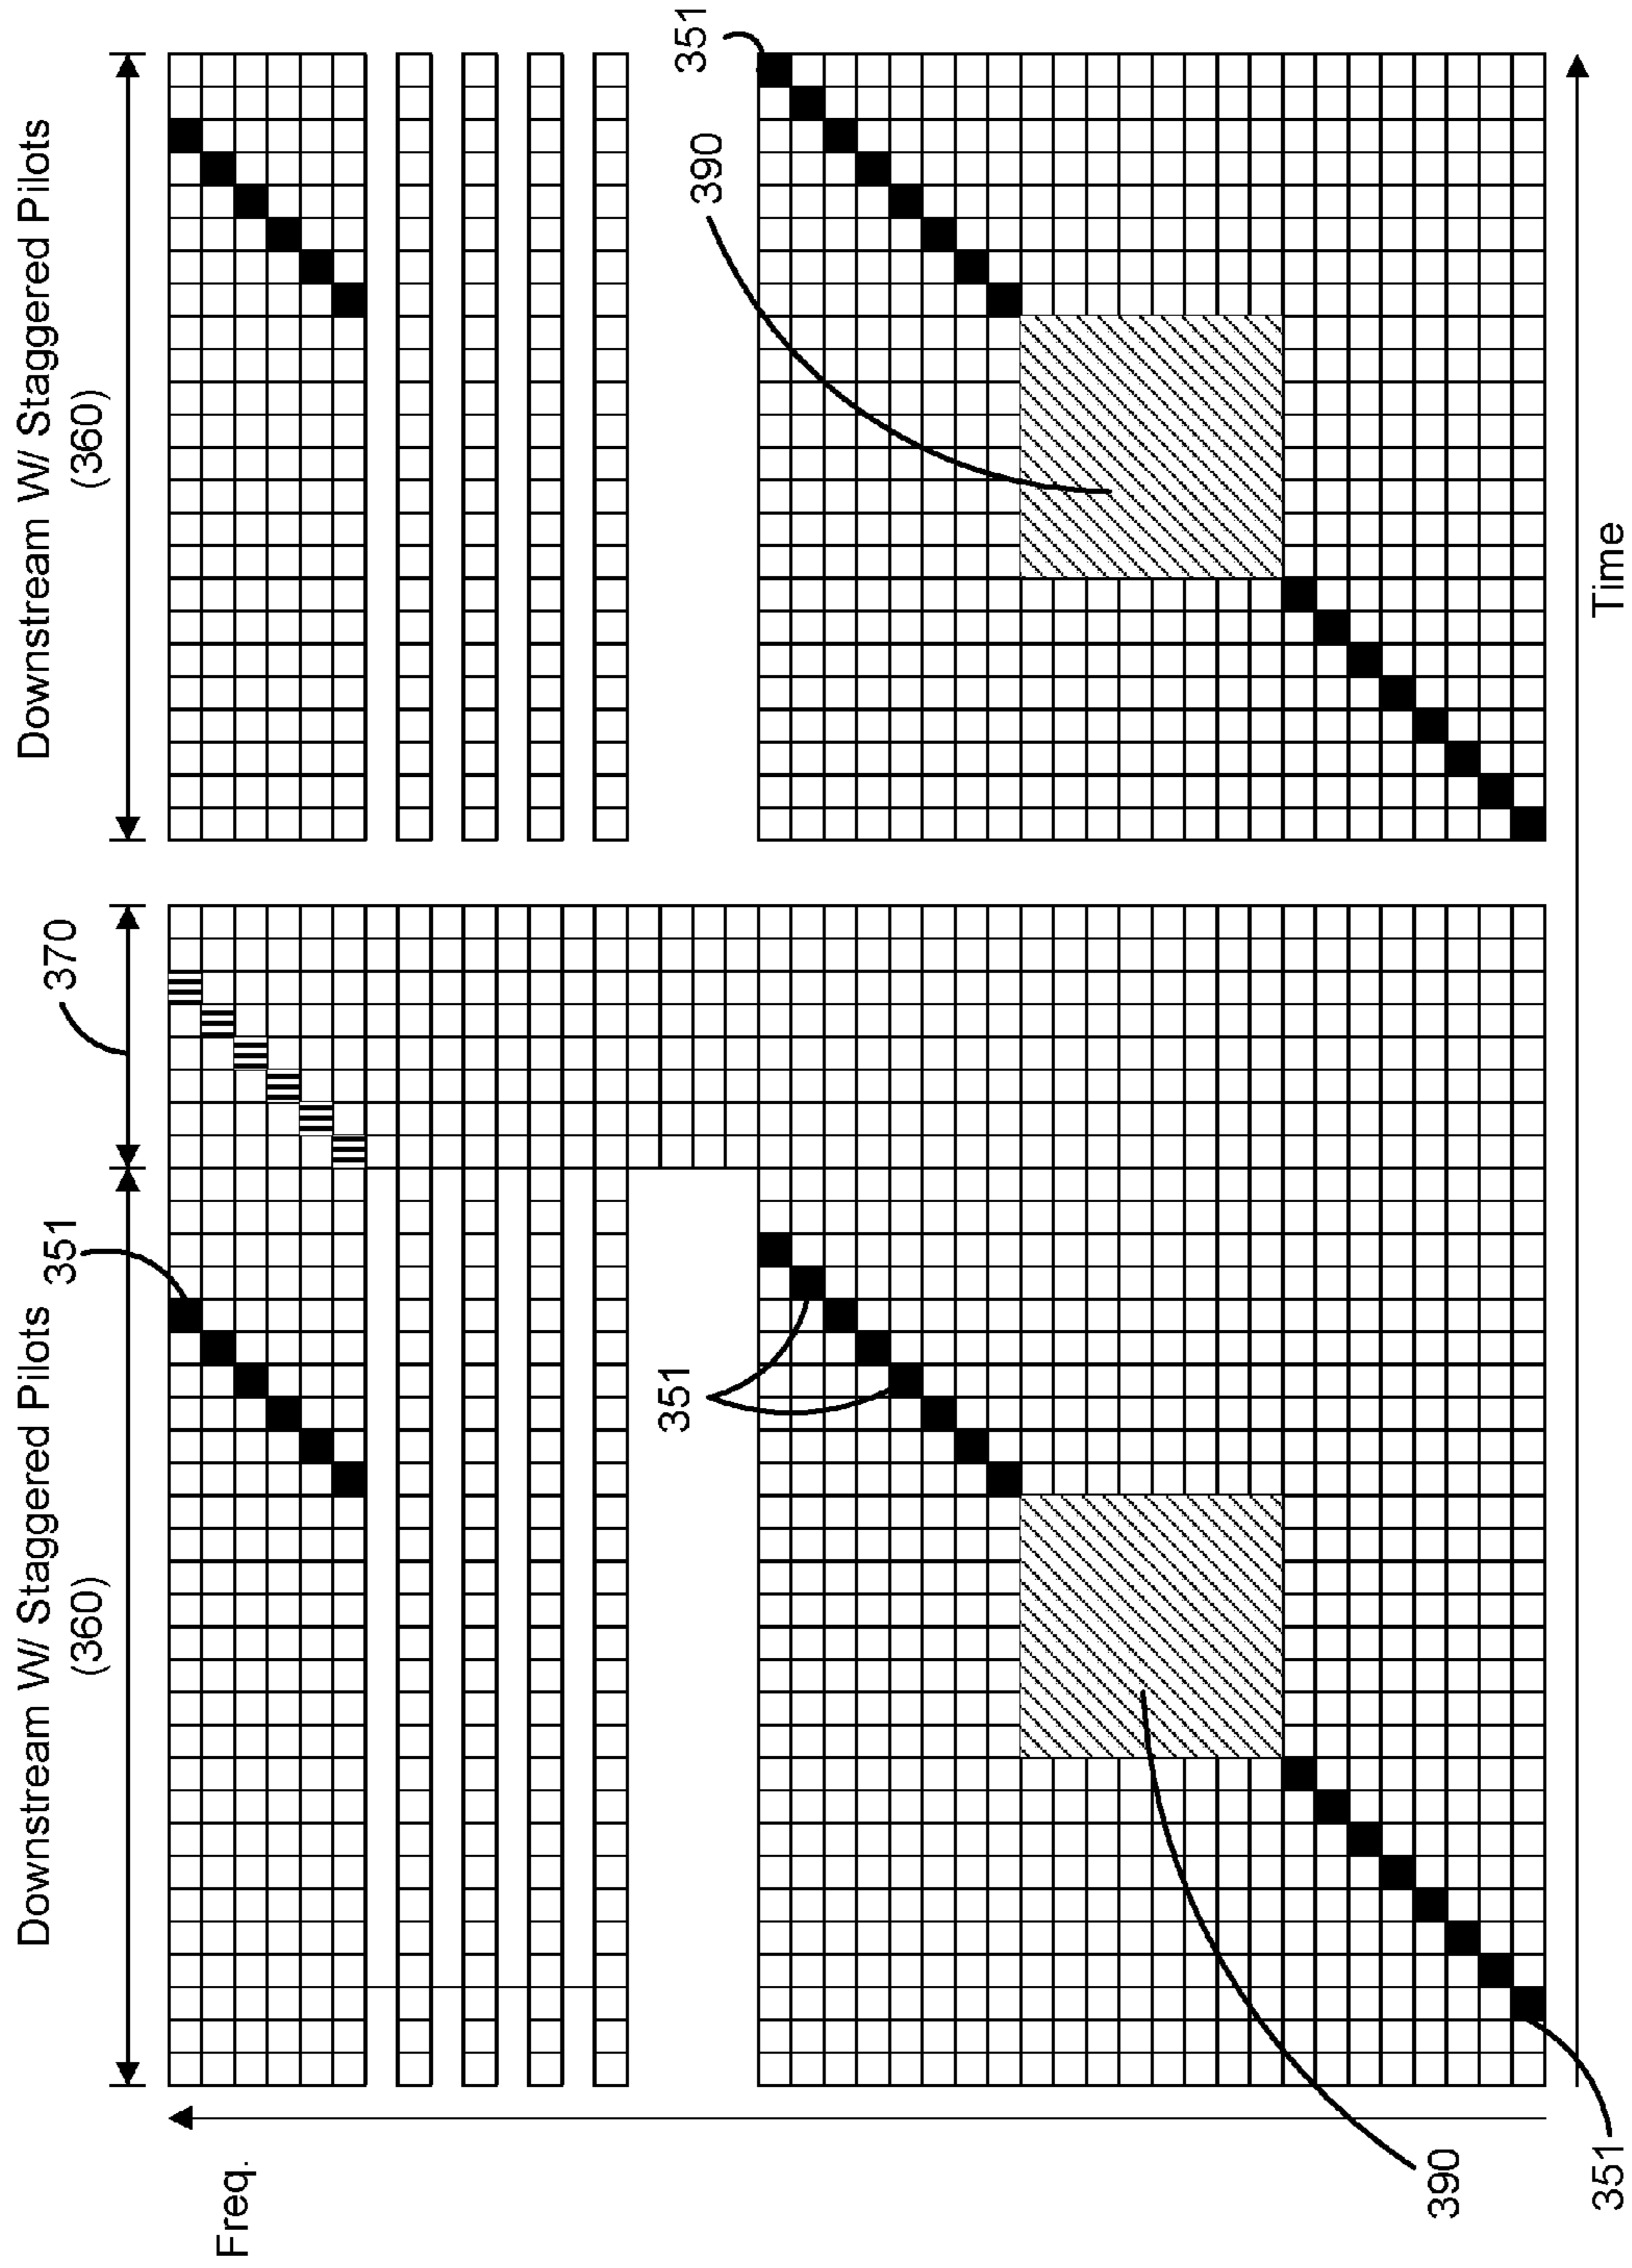 Downstream W/ Staggered Pilots
(360)
Downstream W/ Staggered Pilots
(360)
351
370
351
390
351
Freq.
390
351
Time